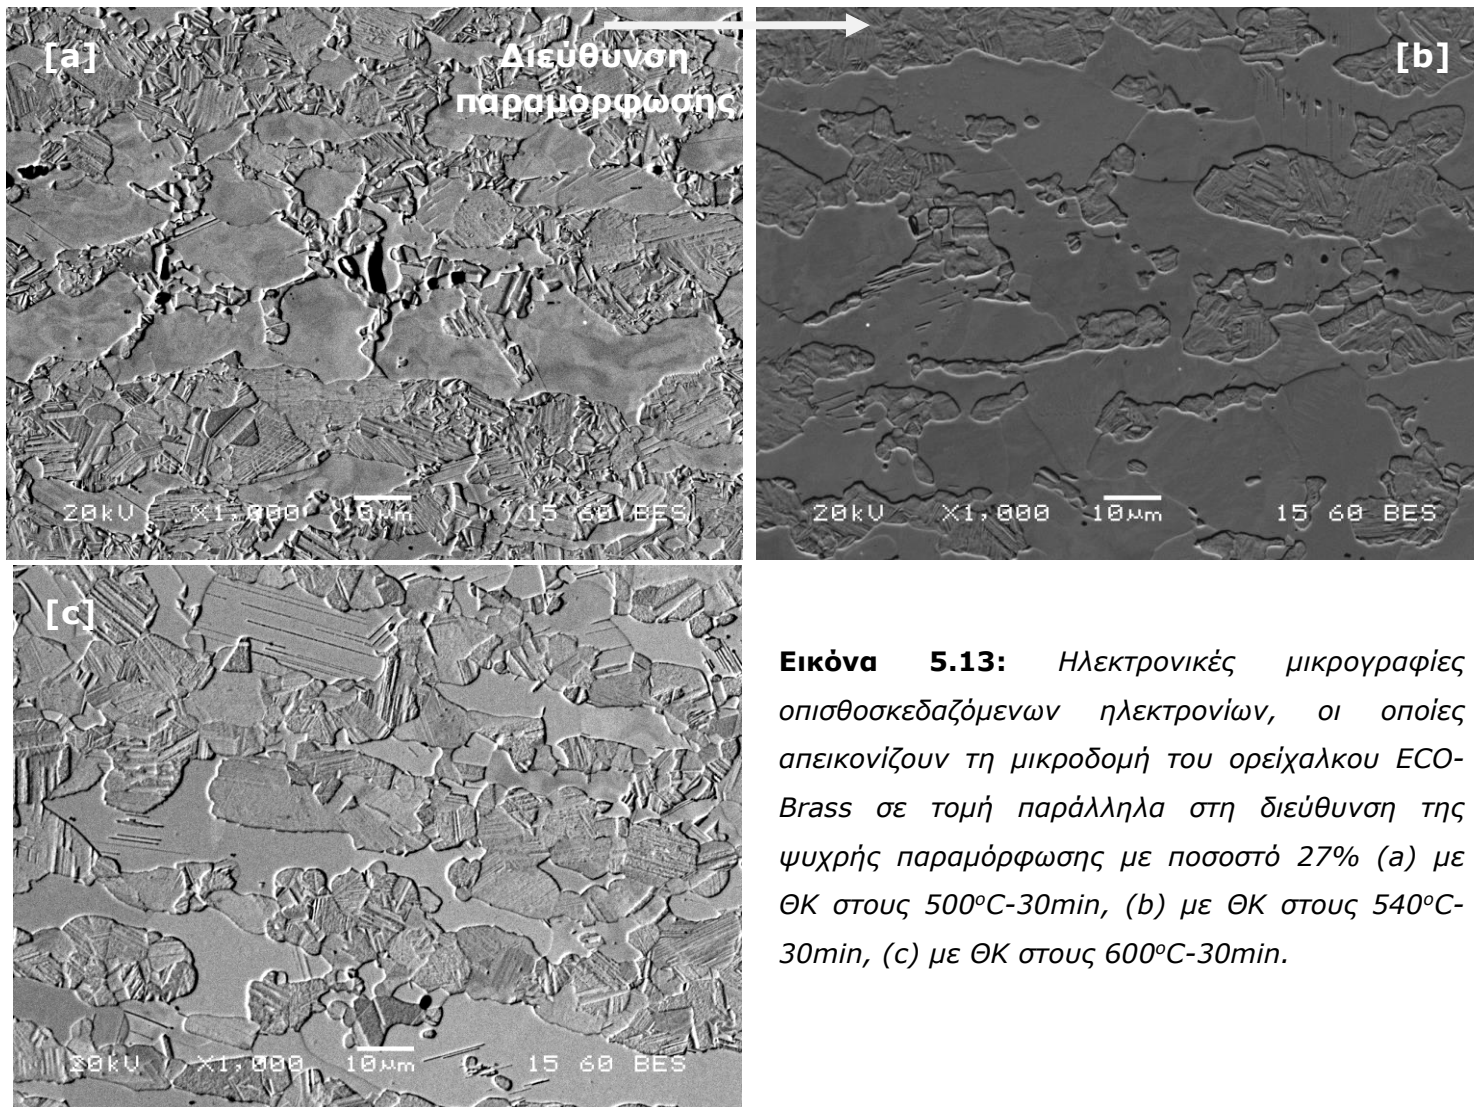 [a]
Διεύθυνση
παραμόρφωσης
[b]
20kV X1,000 10μm 15 60 BES
20kV X1,000 10μm 15 60 BES
[c]
20kV X1,000 10μm 15 60 BES
Εικόνα 5.13: Ηλεκτρονικές μικρογραφίες
οπισθοσκεδαζόμενων ηλεκτρονίων, οι οποίες
απεικονίζουν τη μικροδομή του ορείχαλκου ECO-
Brass σε τομή παράλληλα στη διεύθυνση της
ψυχρής παραμόρφωσης με ποσοστό 27% (a) με
ΘΚ στους 500°C-30min, (b) με ΘΚ στους 540°C-
30min, (c) με ΘΚ στους 600°C-30min.